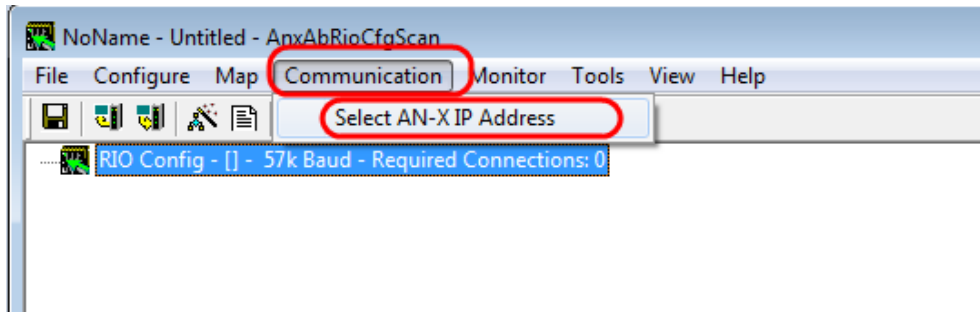 NoName - Untitled - AnxAbRioCfgScan
File Configure Map Communication Monitor Tools View Help
Select AN-X IP Address
RIO Config - [] - 57k Baud - Required Connections: 0